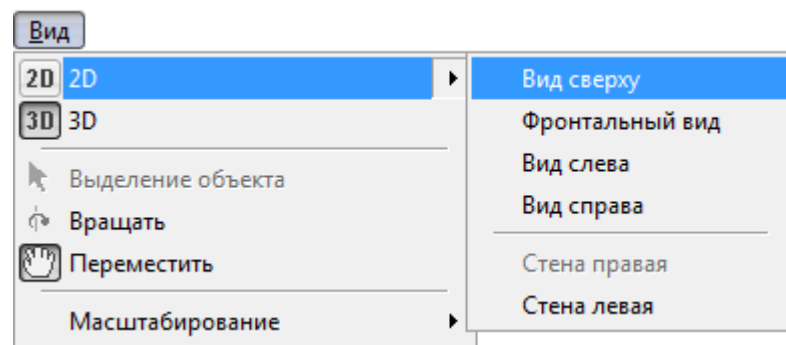 Вид
2D 2D
3D 3D
Выделение объекта
Вращать
Переместить
Масштабирование
Вид сверху
Фронтальный вид
Вид слева
Вид справа
Стена правая
Стена левая